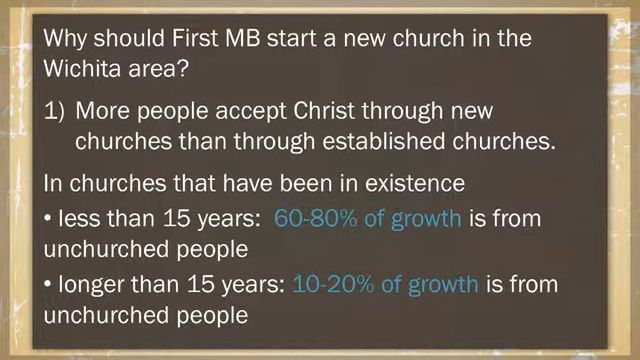 Why should First MB start a new church in the
Wichita area?
1) More people accept Christ through new
churches than through established churches.
In churches that have been in existence
• less than 15 years: 60-80% of growth is from
unchurched people
• longer than 15 years: 10-20% of growth is from
unchurched people